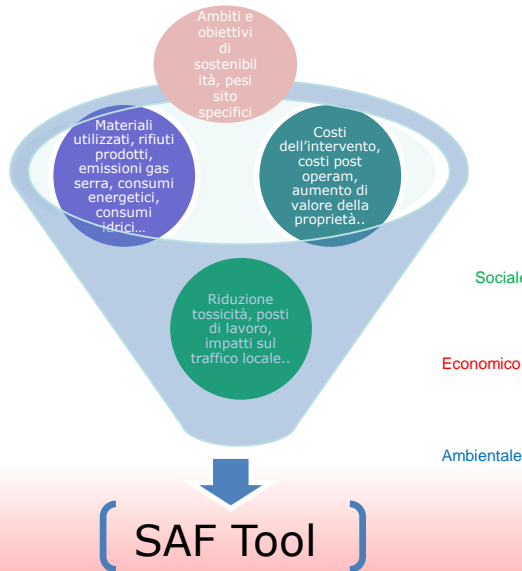 Ambiti e
obiettivi
di
sostenibil
ità, pesi
sito
specifici
Materiali
utilizzati, rifiuti
prodotti,
emissioni gas
serra, consumi
energetici,
consumi
idrici…
Costi
dell’intervento,
costi post
operam,
aumento di
valore della
proprietà..
Riduzione
tossicità, posti
di lavoro,
impatti sul
traffico locale..
Sociale
Economico
Ambientale
SAF Tool